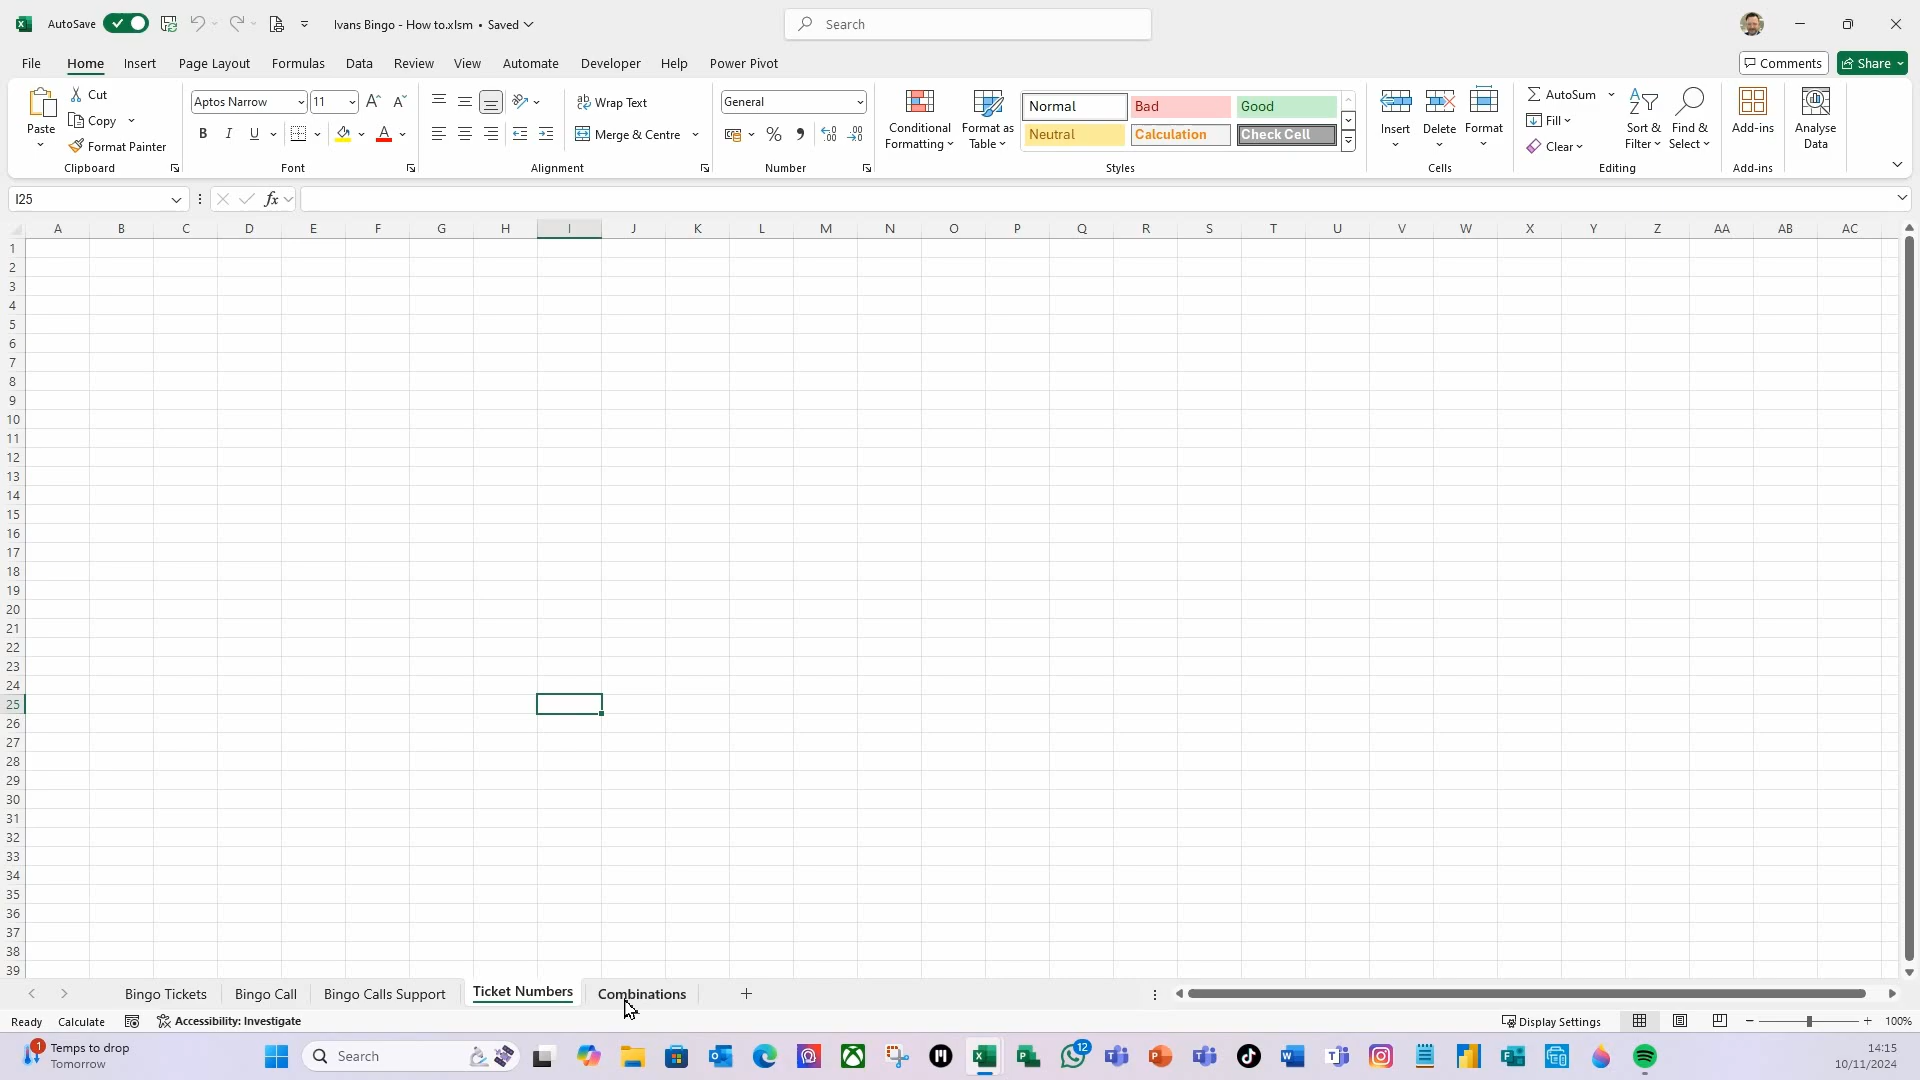 AutoSave Ivans Bingo - How to.xlsm • Saved Search
File Home Insert Page Layout Formulas Data Review View Automate Developer Help Power Pivot Comments Share
Paste Cut Copy Format Painter Clipboard
Aptos Narrow 11 B I U Font
Wrap Text Merge & Centre Alignment
General % Number
Conditional Formatting Format as Table
Normal Bad Good
Neutral Calculation Check Cell
Styles
Insert Delete Format Cells
AutoSum Fill Clear Sort & Filter Find & Select Editing
Add-ins Add-ins
Analyse Data
I25 fx
A B C D E F G H I J K L M N O P Q R S T U V W X Y Z AA AB AC
1
2
3
4
5
6
7
8
9
10
11
12
13
14
15
16
17
18
19
20
21
22
23
24
25
26
27
28
29
30
31
32
33
34
35
36
37
38
39
Bingo Tickets Bingo Call Bingo Calls Support Ticket Numbers Combinations
Ready Calculate Accessibility: Investigate Display Settings 100%
1 Temps to drop Search 12 14:15
Tomorrow 10/11/2024